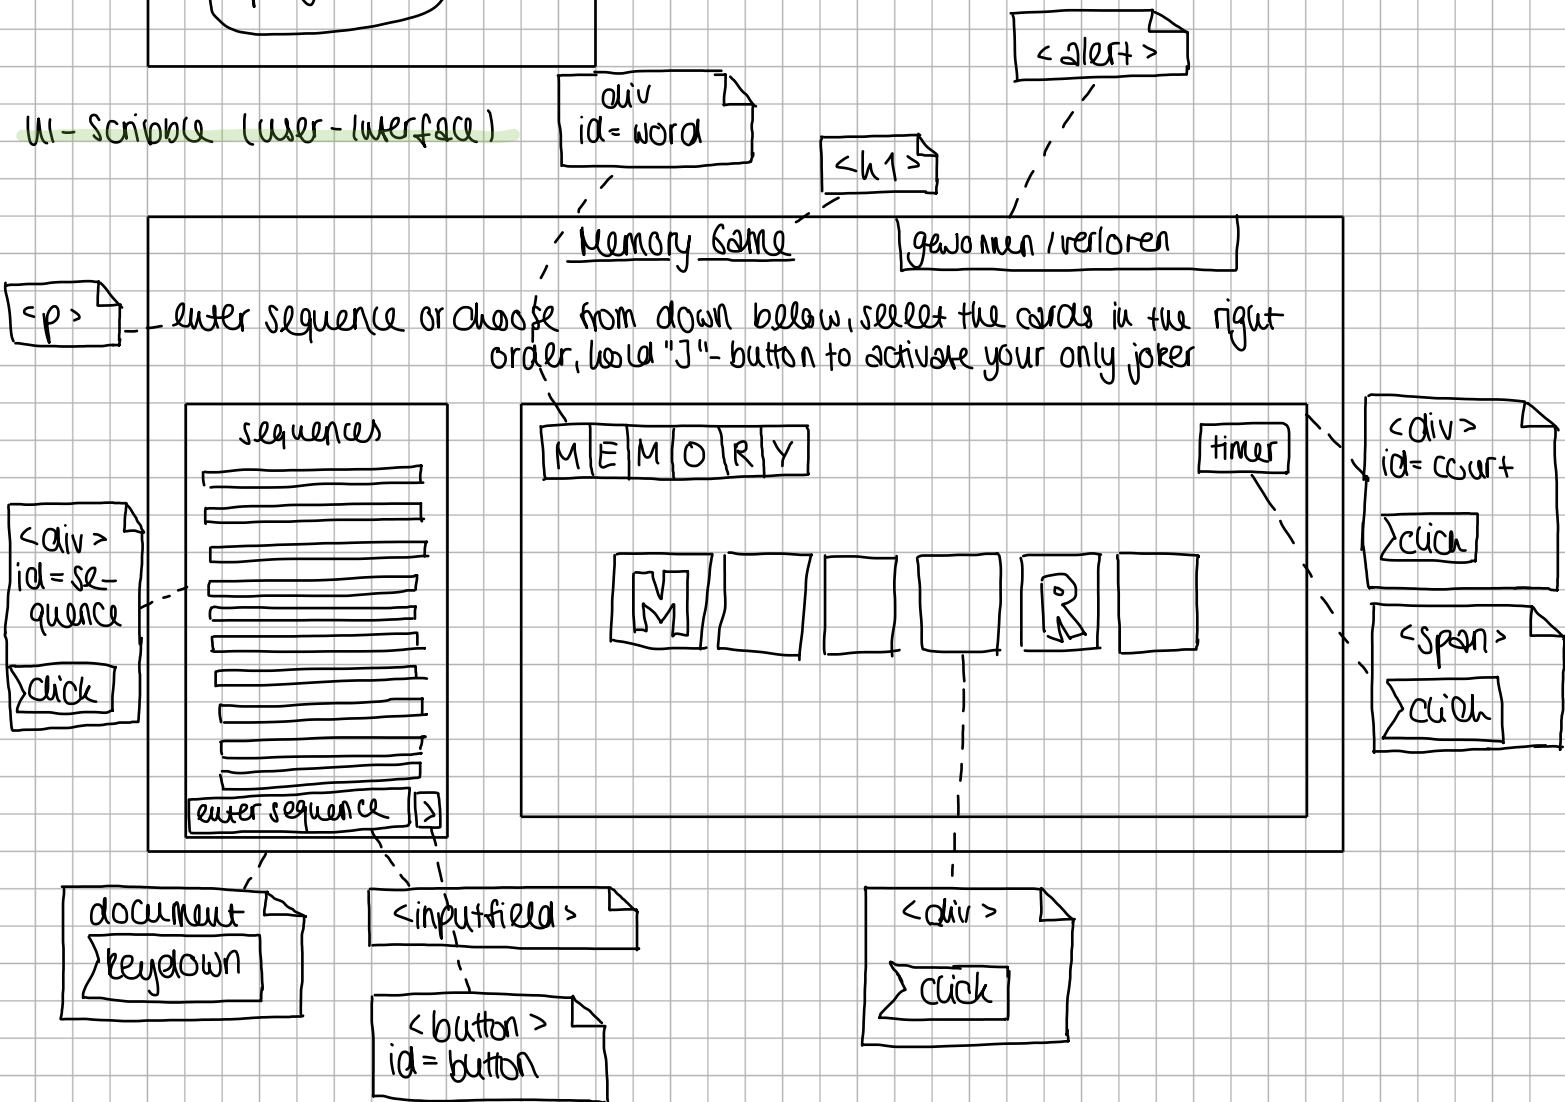 <alert>
div
id=word
UI-Scribble (User-Interface)
<h1>
Memory Game
gewonnen/verloren
<p>
enter sequence or choose from down below, select the cards in the right
order, hold "J"-button to activate your only joker
sequences
MEMORY
timer
<div>
id=court
click
<div>
id=se-
quence
click
M
R
<span>
click
enter sequence
>
document
keydown
<inputfield>
<div>
click
<button>
id=button